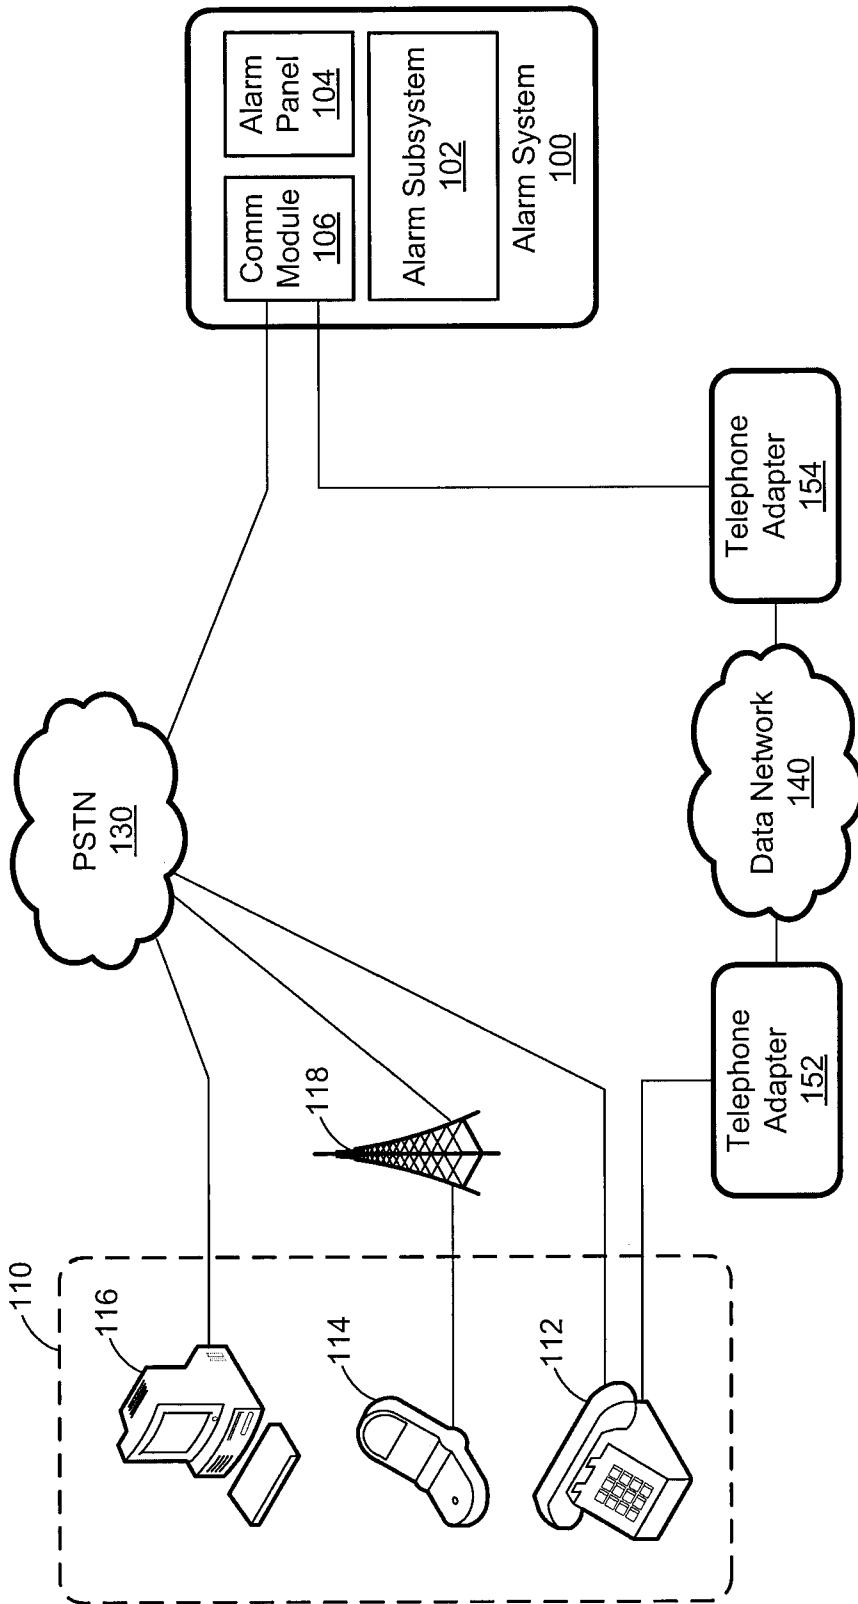 110
116
114
112
118
PSTN
130
Telephone
Adapter
152
Data Network
140
Telephone
Adapter
154
Comm
Module
106
Alarm
Panel
104
Alarm Subsystem
102
Alarm System
100